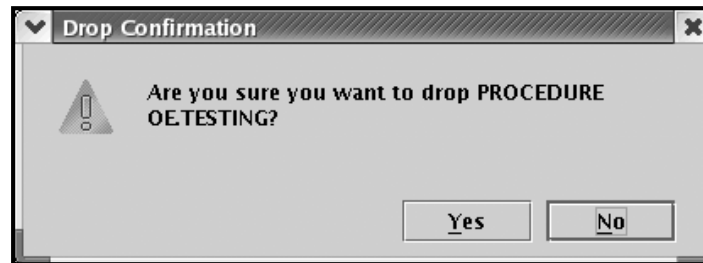 Drop Confirmation
Are you sure you want to drop PROCEDURE
OE.TESTING?
Yes No